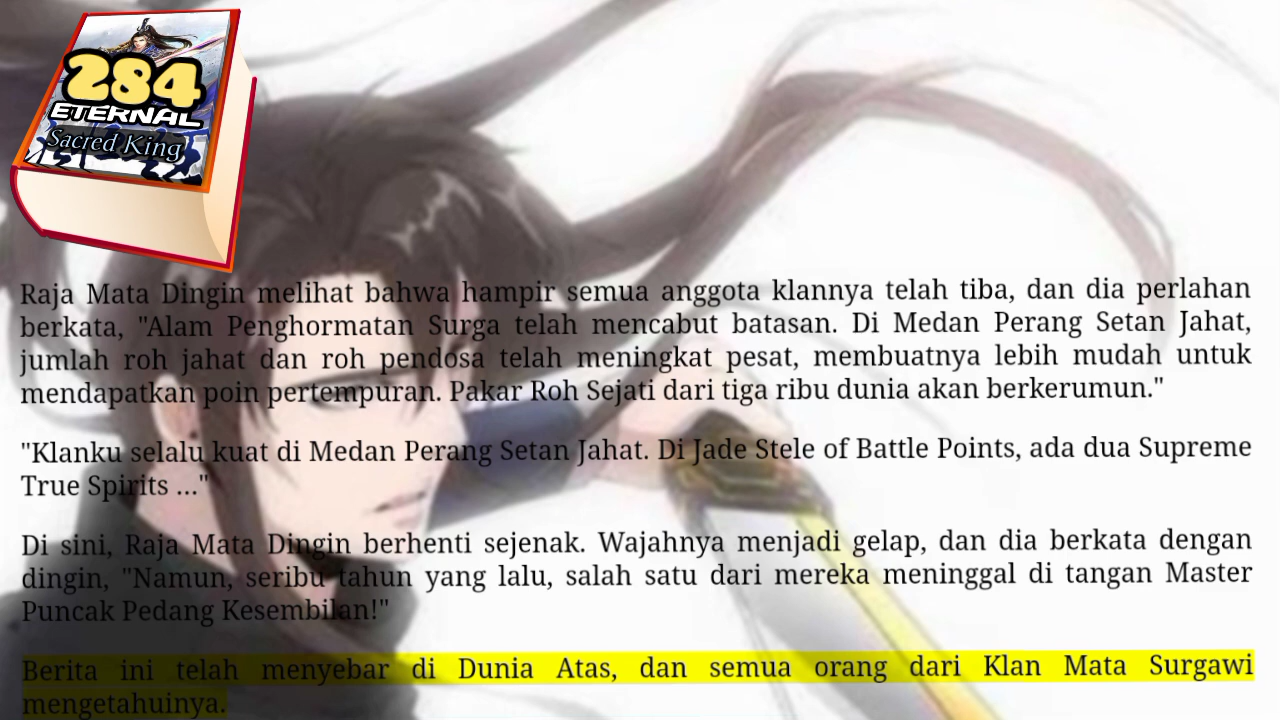 284
ETERNAL
Sacred King
Raja Mata Dingin melihat bahwa hampir semua anggota klannya telah tiba, dan dia perlahan
berkata, "Alam Penghormatan Surga telah mencabut batasan. Di Medan Perang Setan Jahat,
jumlah roh jahat dan roh pendosa telah meningkat pesat, membuatnya lebih mudah untuk
mendapatkan poin pertempuran. Pakar Roh Sejati dari tiga ribu dunia akan berkerumun."
"Klanku selalu kuat di Medan Perang Setan Jahat. Di Jade Stele of Battle Points, ada dua Supreme
True Spirits ..."
Di sini, Raja Mata Dingin berhenti sejenak. Wajahnya menjadi gelap, dan dia berkata dengan
dingin, "Namun, seribu tahun yang lalu, salah satu dari mereka meninggal di tangan Master
Puncak Pedang Kesembilan!"
Berita ini telah menyebar di Dunia Atas, dan semua orang dari Klan Mata Surgawi
mengetahuinya.